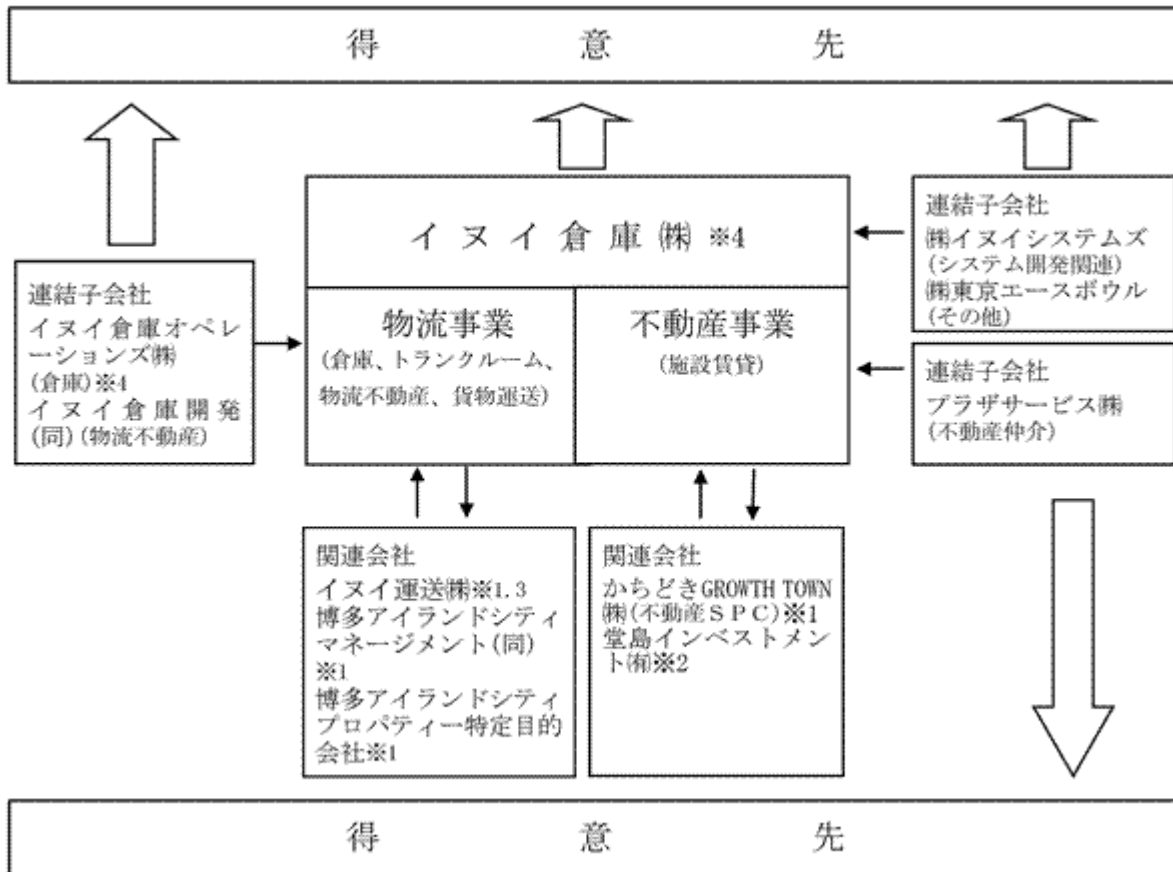 得意先
イヌイ倉庫㈱ ※4
物流事業
(倉庫、トランクルーム、
物流不動産、貨物運送)
不動産事業
(施設賃貸)
連結子会社
イヌイ倉庫オペレ
ーションズ㈱
(倉庫)※4
イヌイ倉庫開発
(同)(物流不動産)
連結子会社
㈱イヌイシステムズ
(システム開発関連)
㈱東京エースボウル
(その他)
連結子会社
プラザサービス㈱
(不動産仲介)
関連会社
イヌイ運送㈱※1.3
博多アイランドシティ
マネージメント(同)
※1
博多アイランドシティ
プロパティー特定目的
会社※1
関連会社
かちどきGROWTH TOWN
㈱(不動産SPC)※1
堂島インベストメン
ト㈲※2
得意先